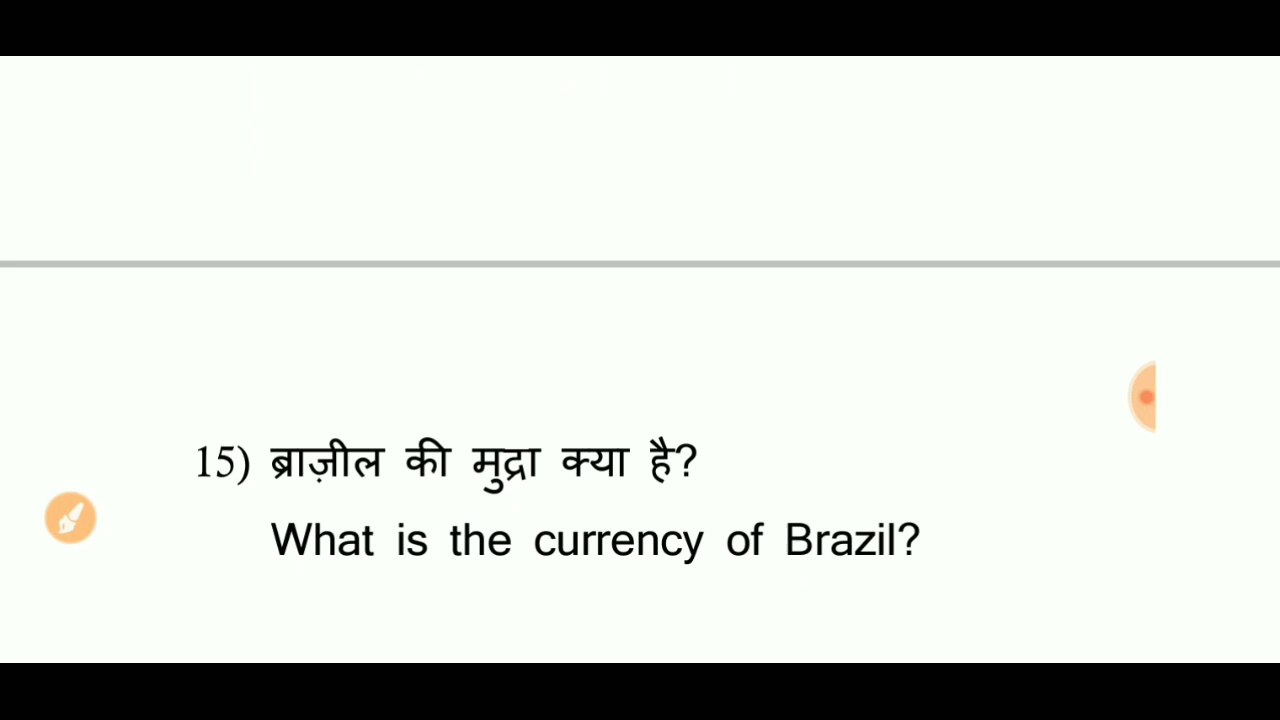 15) ब्राज़ील की मुद्रा क्या है?
What is the currency of Brazil?